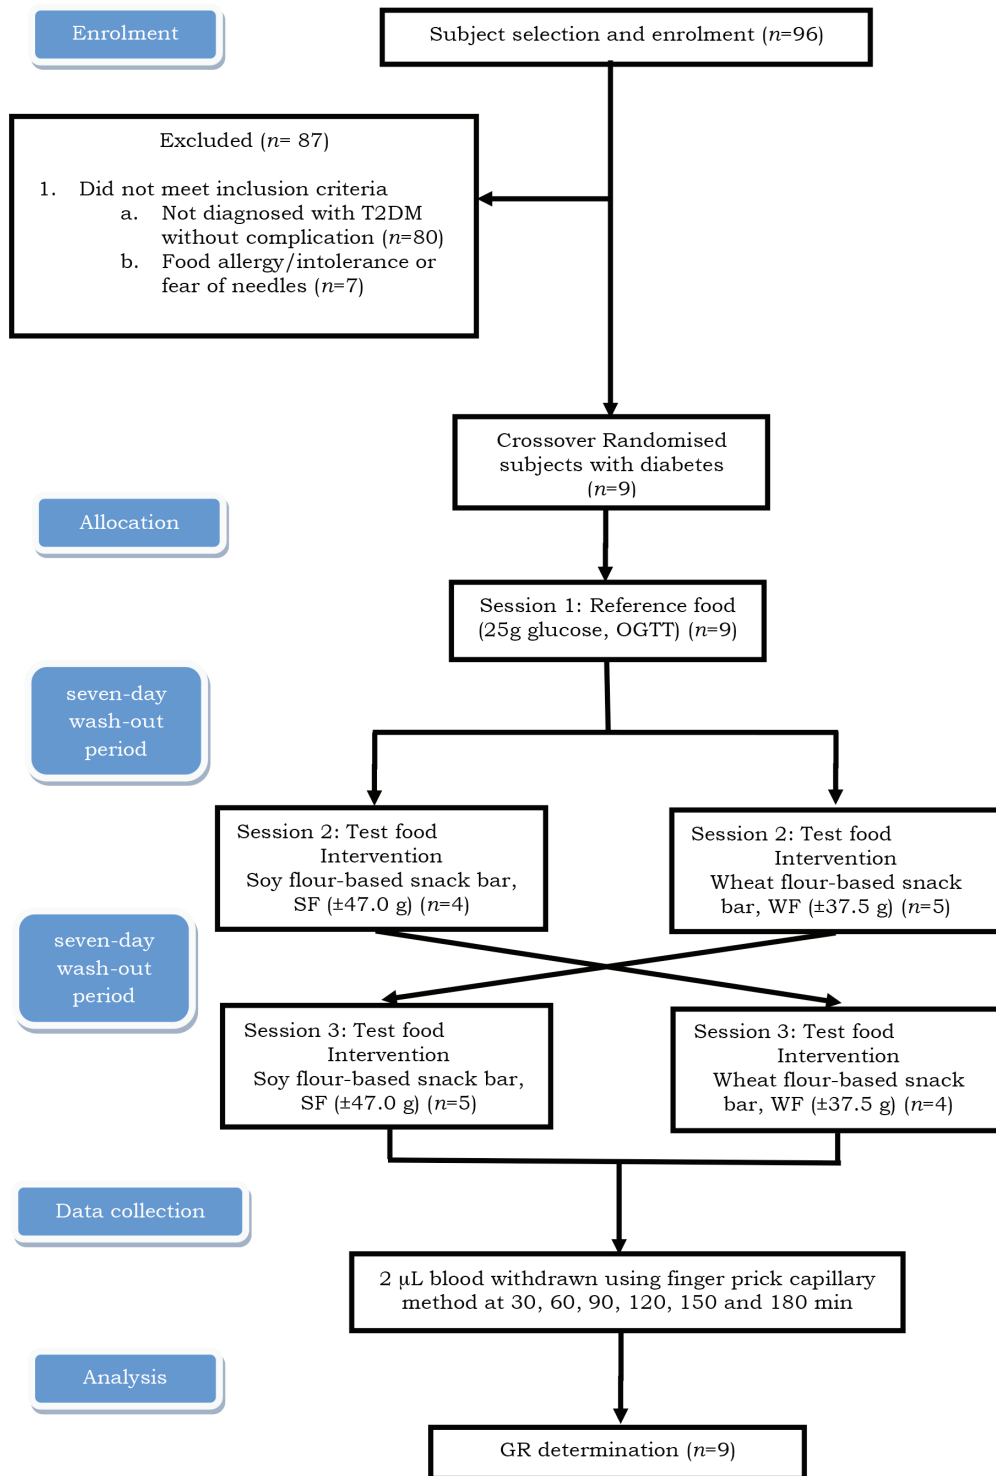 Enrolment
Subject selection and enrolment (n=96)
Excluded (n= 87)
1. Did not meet inclusion criteria
a. Not diagnosed with T2DM
without complication (n=80)
b. Food allergy/intolerance or
fear of needles (n=7)
Crossover Randomised
subjects with diabetes
(n=9)
Allocation
Session 1: Reference food
(25g glucose, OGTT) (n=9)
seven-day
wash-out
period
Session 2: Test food
Intervention
Soy flour-based snack bar,
SF (±47.0 g) (n=4)
Session 2: Test food
Intervention
Wheat flour-based snack
bar, WF (±37.5 g) (n=5)
seven-day
wash-out
period
Session 3: Test food
Intervention
Soy flour-based snack bar,
SF (±47.0 g) (n=5)
Session 3: Test food
Intervention
Wheat flour-based snack
bar, WF (±37.5 g) (n=4)
Data collection
2 µL blood withdrawn using finger prick capillary
method at 30, 60, 90, 120, 150 and 180 min
Analysis
GR determination (n=9)